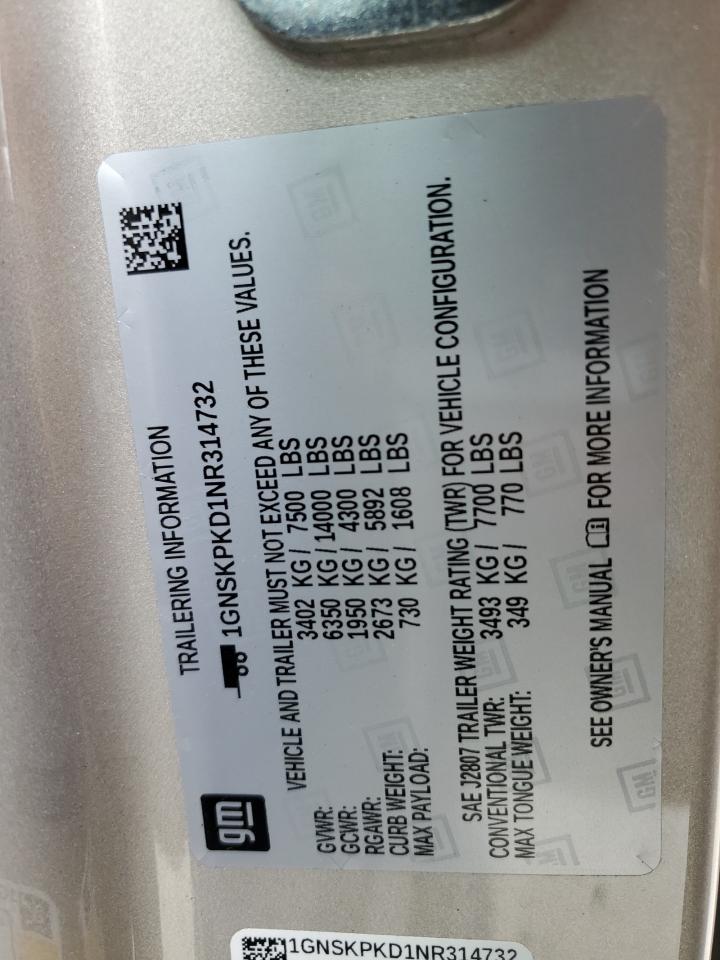 gm
TRAILERING INFORMATION
1GNSKPKD1NR314732
VEHICLE AND TRAILER MUST NOT EXCEED ANY OF THESE VALUES.
GVWR: 3402 KG / 7500 LBS
GCWR: 6350 KG / 14000 LBS
RGAWR: 1950 KG / 4300 LBS
CURB WEIGHT: 2673 KG / 5892 LBS
MAX PAYLOAD: 730 KG / 1608 LBS
SAE J2807 TRAILER WEIGHT RATING (TWR) FOR VEHICLE CONFIGURATION.
CONVENTIONAL TWR: 3493 KG / 7700 LBS
MAX TONGUE WEIGHT: 349 KG / 770 LBS
SEE OWNER'S MANUAL FOR MORE INFORMATION
1GNSKPKD1NR314732